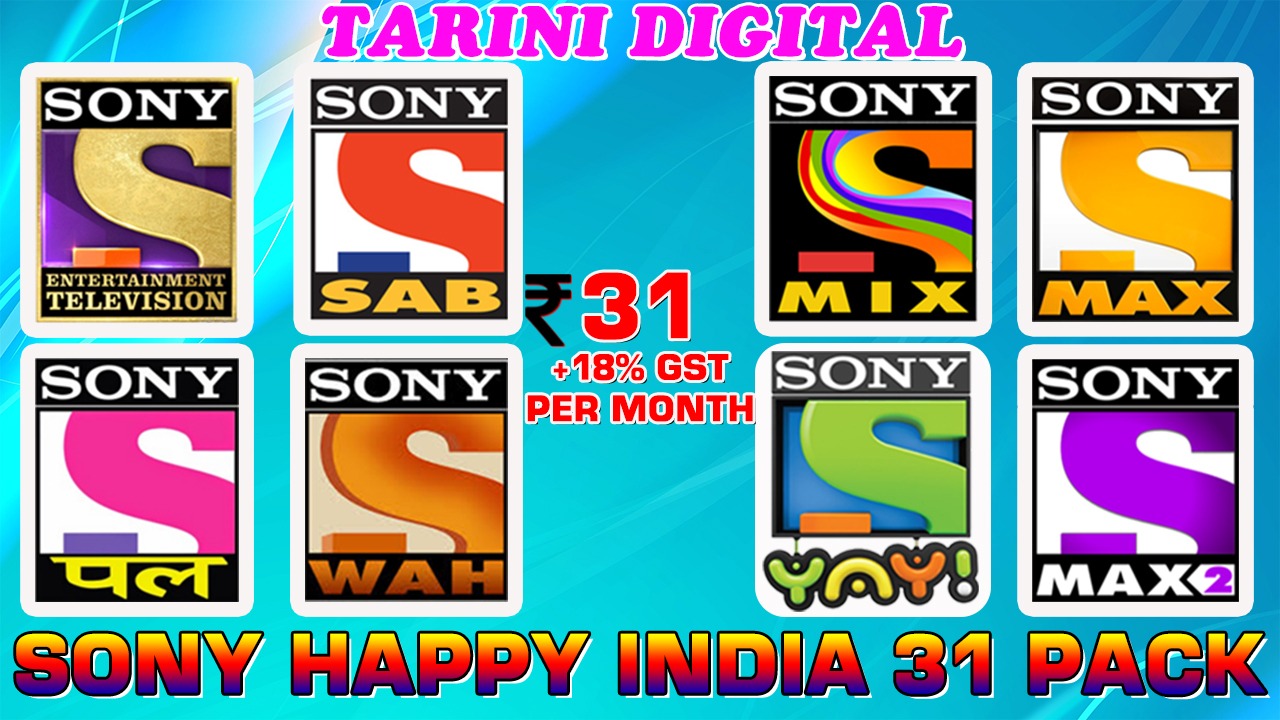 TARINI DIGITAL
SONY
ENTERTAINMENT
TELEVISION
SONY
SAB
SONY
MIX
SONY
MAX
₹31
+18% GST
PER MONTH
SONY
पल
SONY
WAH
SONY
YAY!
SONY
MAX2
SONY HAPPY INDIA 31 PACK